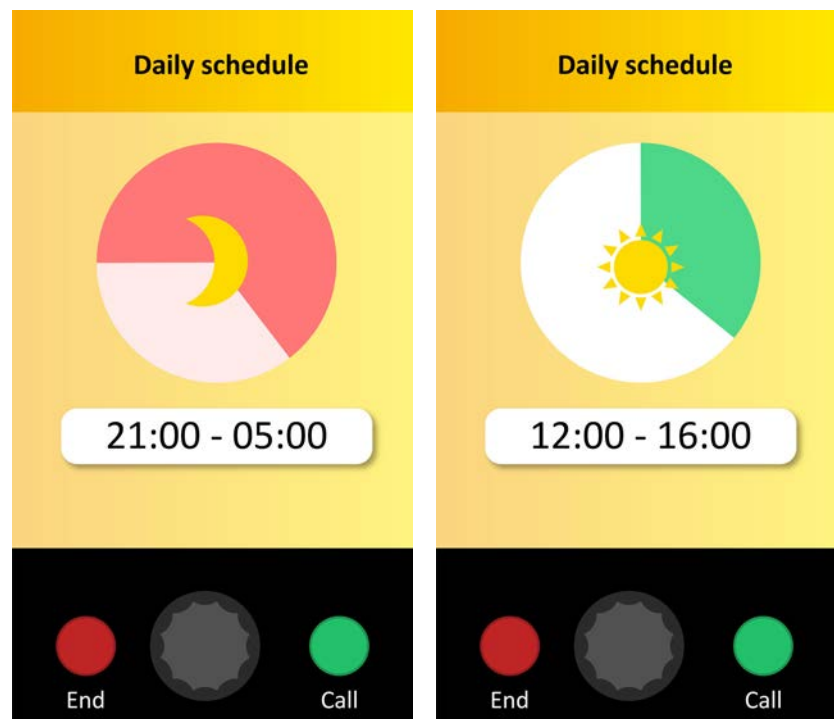 Daily schedule
21:00 - 05:00
End
Call
Daily schedule
12:00 - 16:00
End
Call